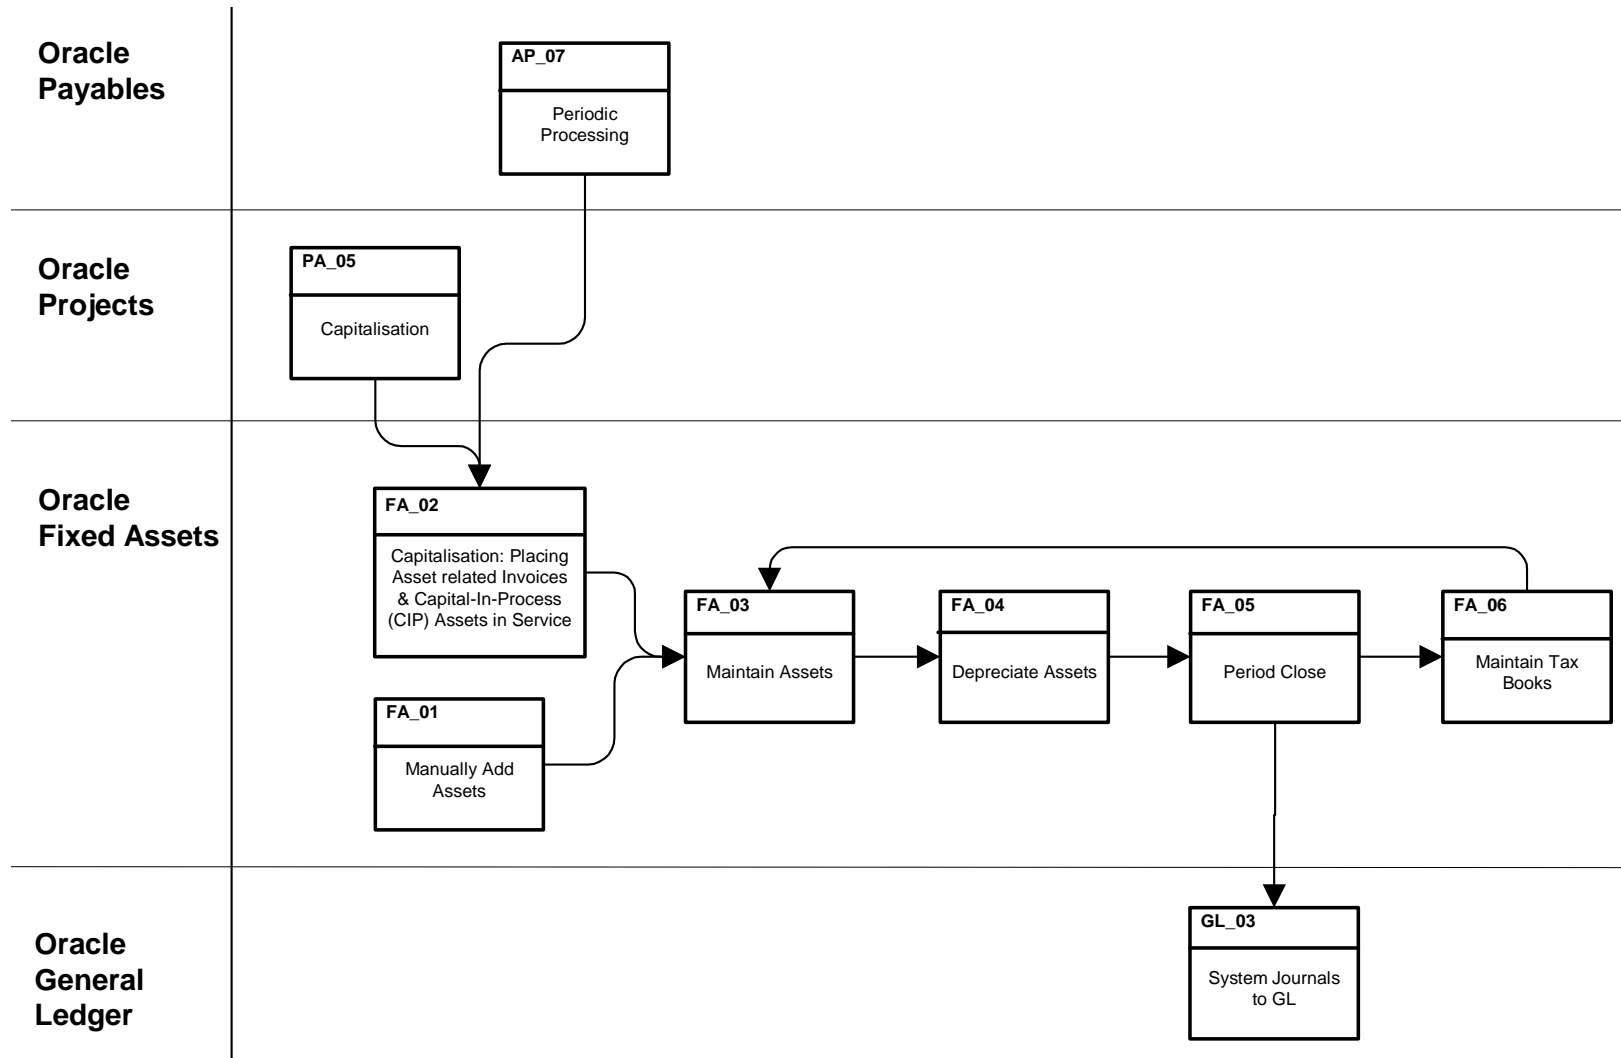 Oracle
Payables
AP_07
Periodic
Processing
Oracle
Projects
PA_05
Capitalisation
Oracle
Fixed Assets
FA_02
Capitalisation: Placing
Asset related Invoices
& Capital-In-Process
(CIP) Assets in Service
FA_01
Manually Add
Assets
FA_03
Maintain Assets
FA_04
Depreciate Assets
FA_05
Period Close
FA_06
Maintain Tax
Books
Oracle
General
Ledger
GL_03
System Journals
to GL